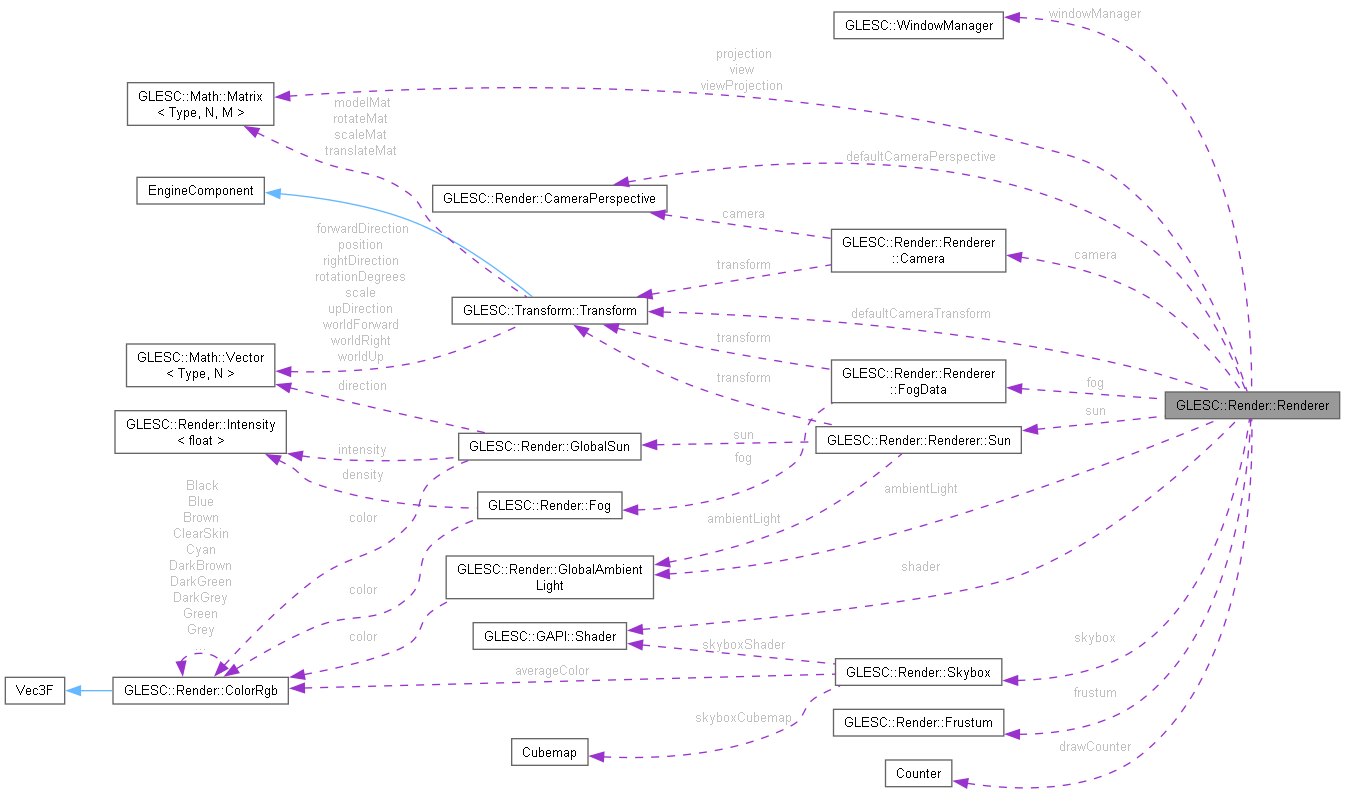 windowManager
GLESC::WindowManager
projection
view
viewProjection
GLESC::Math::Matrix
< Type, N, M >
modelMat
rotateMat
scaleMat
translateMat
defaultCameraPerspective
EngineComponent
GLESC::Render::CameraPerspective
camera
GLESC::Render::Renderer
::Camera
camera
transform
forwardDirection
position
rightDirection
rotationDegrees
scale
upDirection
worldForward
worldRight
worldUp
GLESC::Transform::Transform
defaultCameraTransform
transform
GLESC::Math::Vector
< Type, N >
transform
GLESC::Render::Renderer
::FogData
fog
direction
GLESC::Render::Renderer
sun
GLESC::Render::Intensity
< float >
GLESC::Render::GlobalSun
sun
GLESC::Render::Renderer::Sun
intensity
fog
density
Black
Blue
Brown
ClearSkin
Cyan
DarkBrown
DarkGreen
DarkGrey
Green
Grey
...
color
GLESC::Render::Fog
ambientLight
ambientLight
GLESC::Render::GlobalAmbient
Light
shader
color
color
GLESC::GAPI::Shader
skyboxShader
skybox
averageColor
GLESC::Render::Skybox
Vec3F
GLESC::Render::ColorRgb
frustum
skyboxCubemap
GLESC::Render::Frustum
Cubemap
drawCounter
Counter